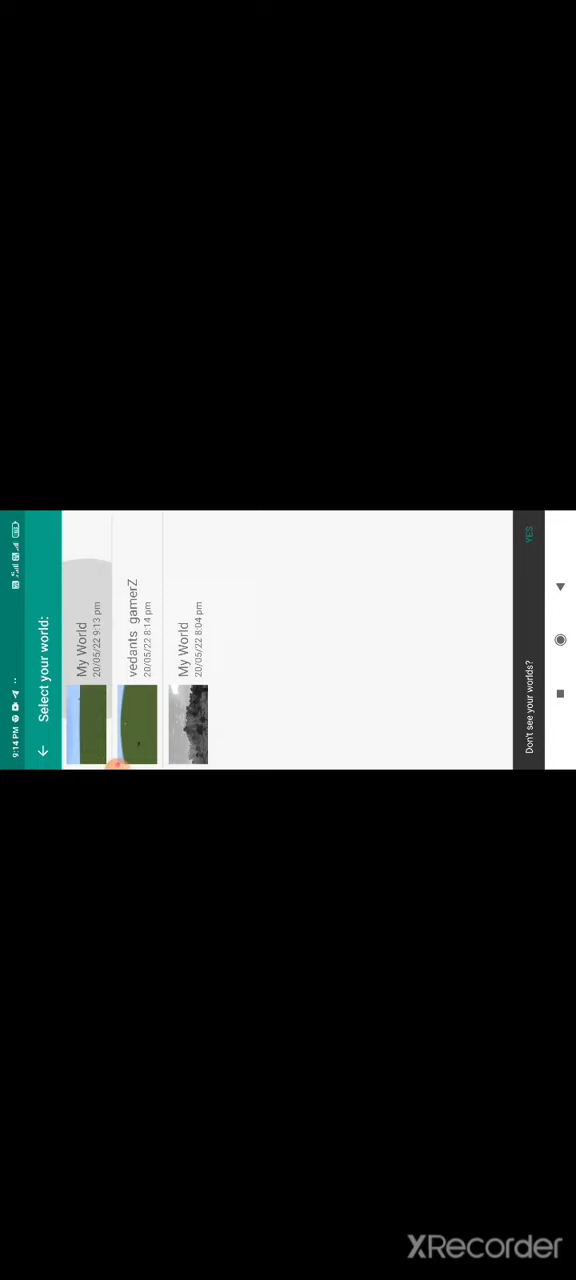 9:14 PM
Select your world:
My World
20/05/22 9:13 pm
vedants gamerZ
20/05/22 8:14 pm
My World
20/05/22 8:04 pm
Don't see your worlds?
YES
XRecorder